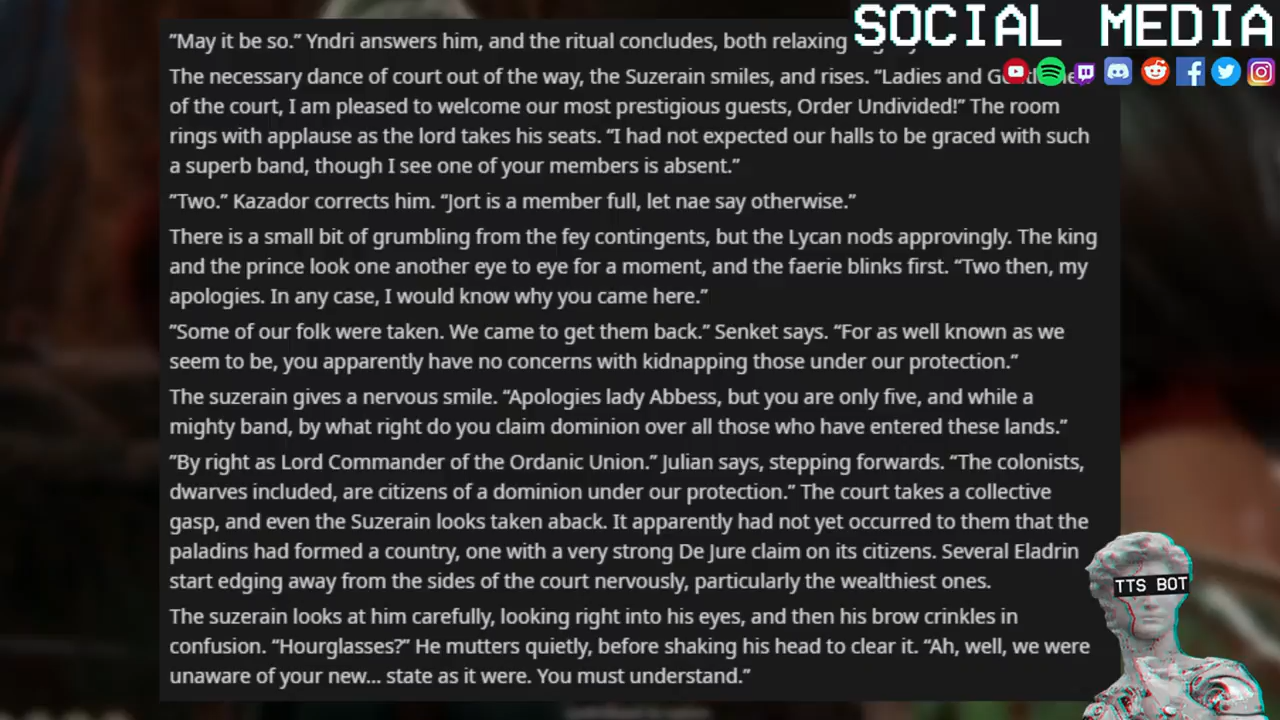 SOCIAL MEDIA
"May it be so." Yndri answers him, and the ritual concludes, both relaxing
The necessary dance of court out of the way, the Suzerain smiles, and rises. "Ladies and
of the court, I am pleased to welcome our most prestigious guests, Order Undivided!" The room
rings with applause as the lord takes his seats. "I had not expected our halls to be graced with such
a superb band, though I see one of your members is absent."
"Two." Kazador corrects him. "Jort is a member full, let nae say otherwise."
There is a small bit of grumbling from the fey contingents, but the Lycan nods approvingly. The king
and the prince look one another eye to eye for a moment, and the faerie blinks first. "Two then, my
apologies. In any case, I would know why you came here."
"Some of our folk were taken. We came to get them back." Senket says. "For as well known as we
seem to be, you apparently have no concerns with kidnapping those under our protection."
The suzerain gives a nervous smile. "Apologies lady Abbess, but you are only five, and while a
mighty band, by what right do you claim dominion over all those who have entered these lands."
"By right as Lord Commander of the Ordanic Union." Julian says, stepping forwards. "The colonists,
dwarves included, are citizens of a dominion under our protection." The court takes a collective
gasp, and even the Suzerain looks taken aback. It apparently had not yet occurred to them that the
paladins had formed a country, one with a very strong De Jure claim on its citizens. Several Eladrin
start edging away from the sides of the court nervously, particularly the wealthiest ones.
The suzerain looks at him carefully, looking right into his eyes, and then his brow crinkles in
confusion. "Hourglasses?" He mutters quietly, before shaking his head to clear it. "Ah, well, we were
unaware of your new... state as it were. You must understand."
TTS BOT